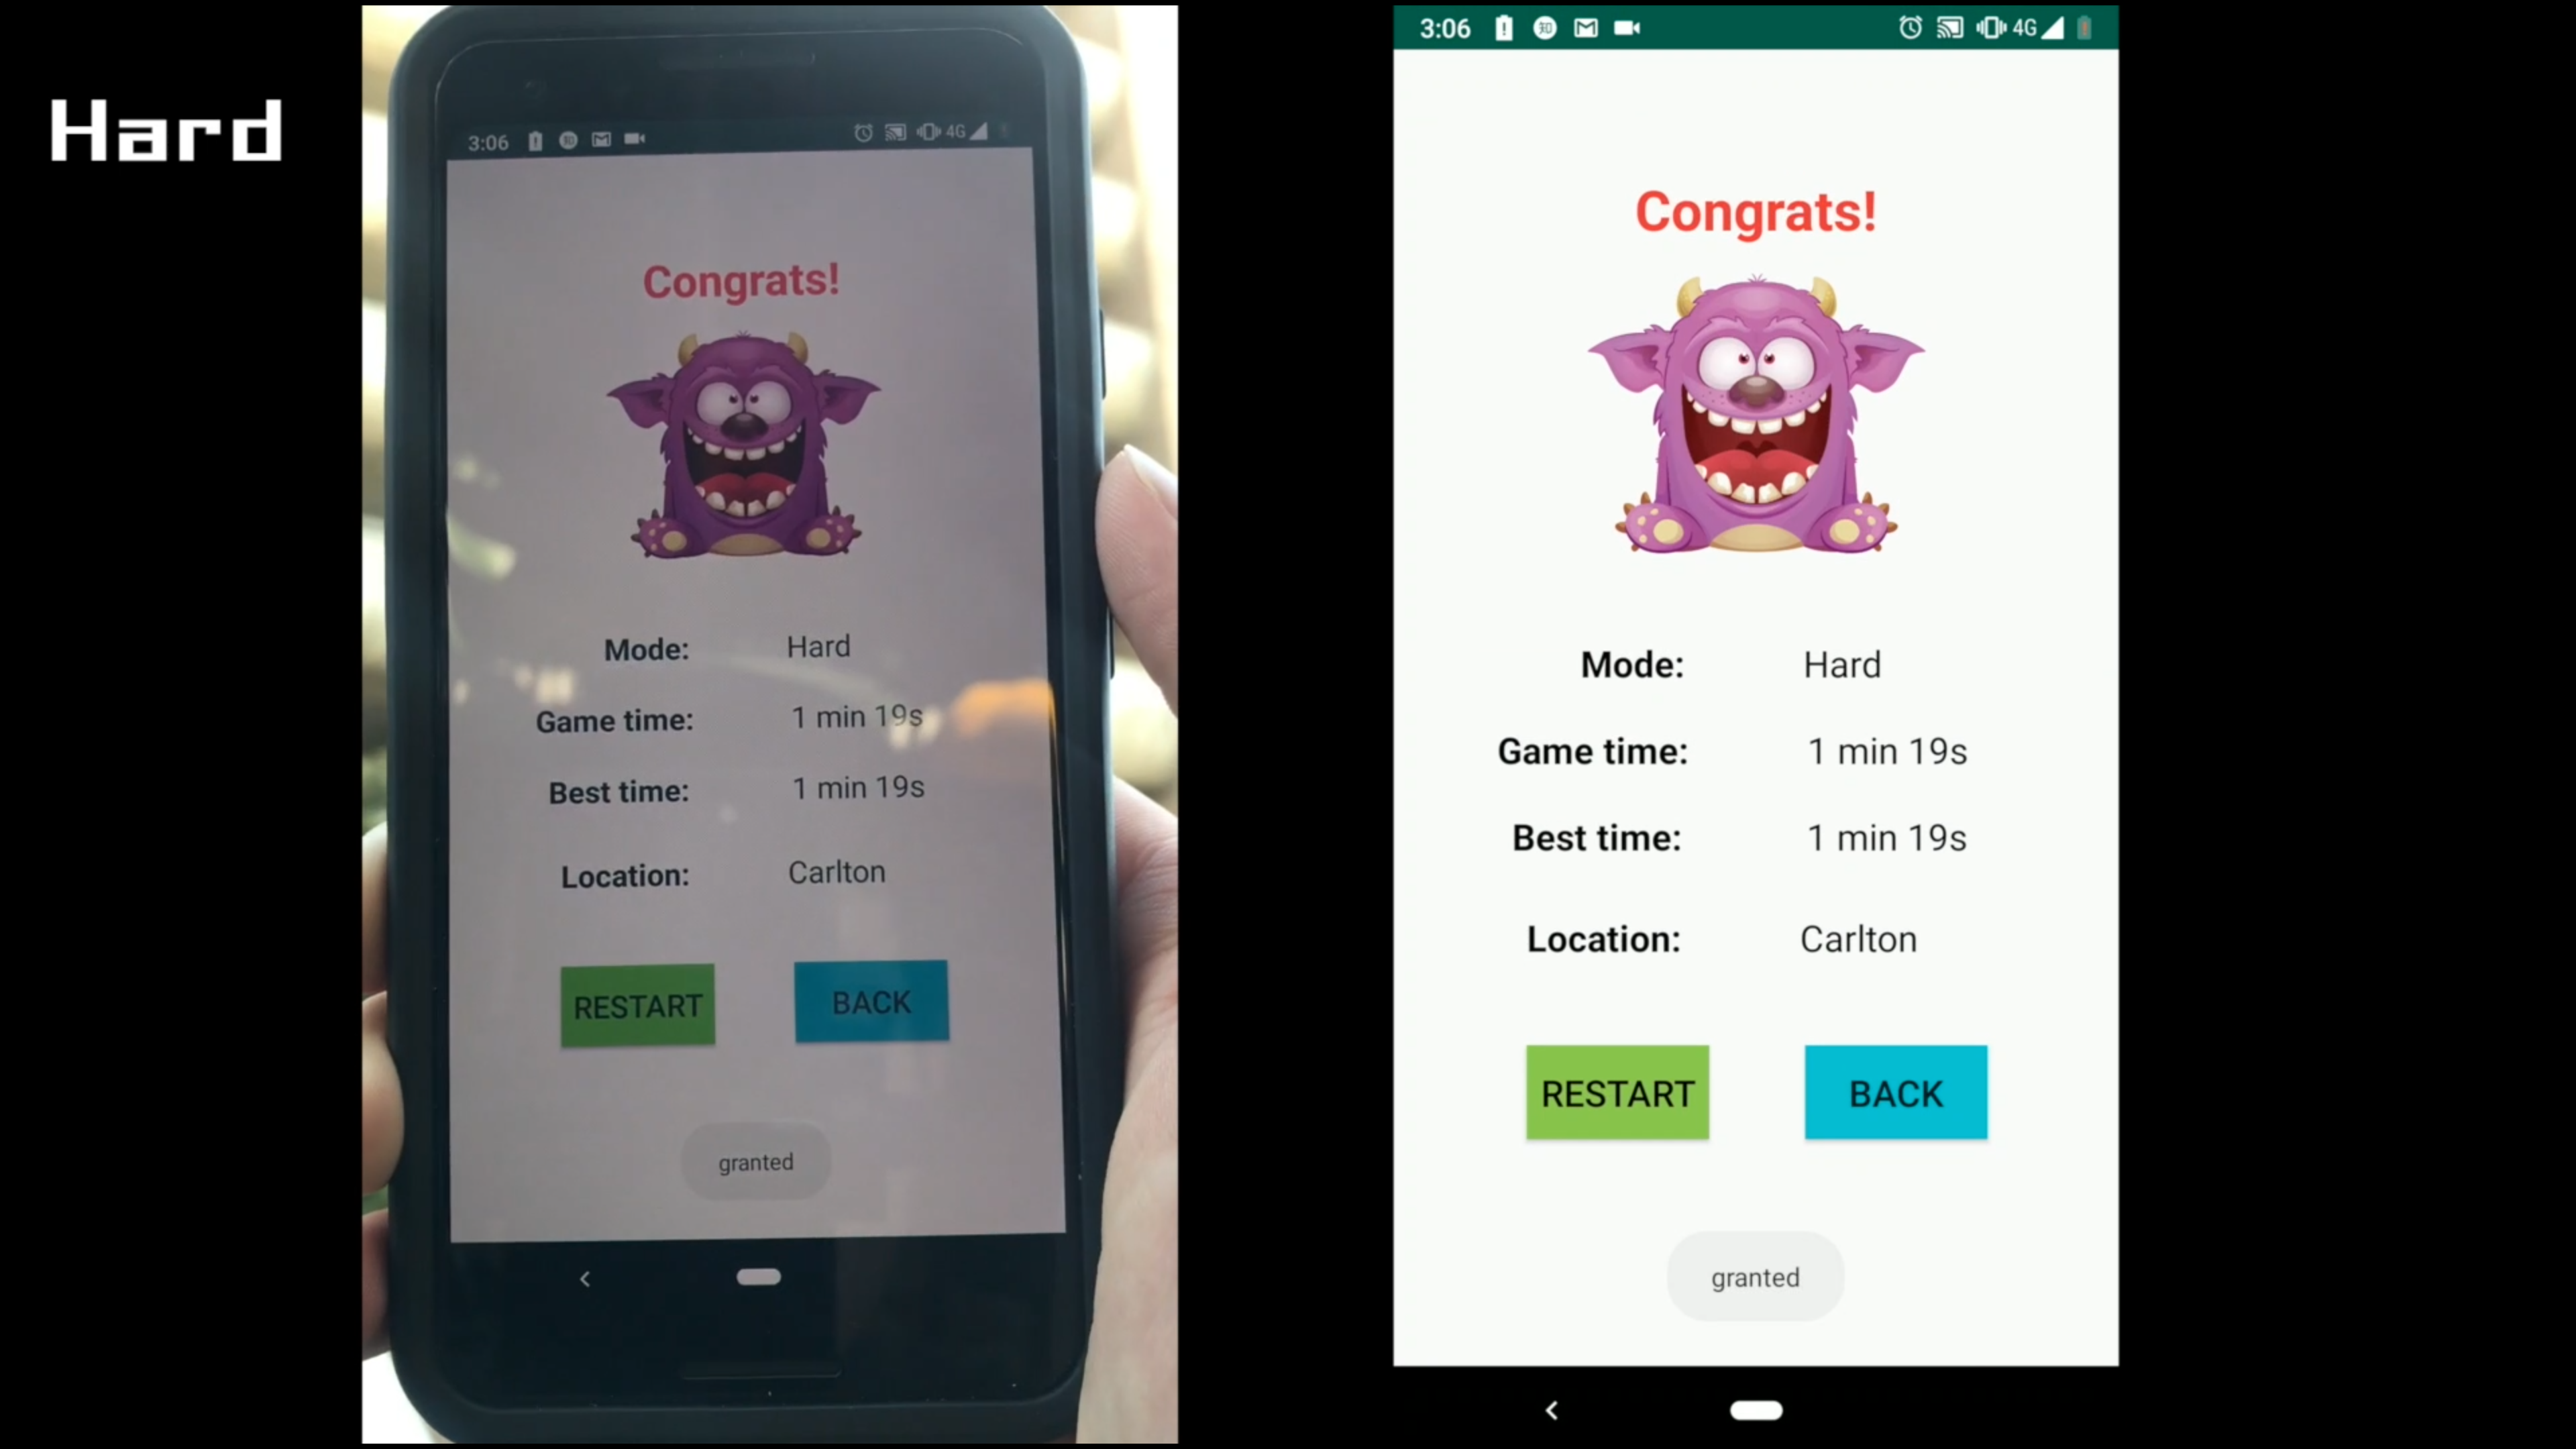 Hard
3:06 4G
Congrats!
Mode: Hard
Game time: 1 min 19s
Best time: 1 min 19s
Location: Carlton
RESTART BACK
granted
3:06 知 4G
Congrats!
Mode: Hard
Game time: 1 min 19s
Best time: 1 min 19s
Location: Carlton
RESTART BACK
granted